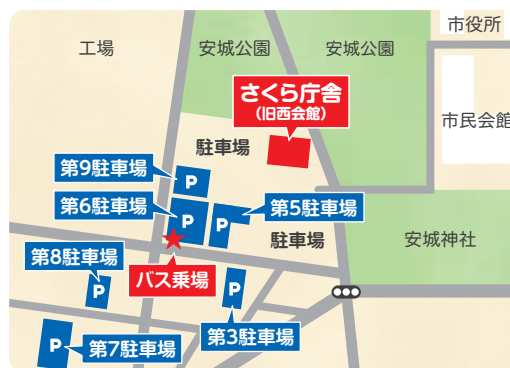 市役所
工場
安城公園
安城公園
さくら庁舎
(旧西会館)
市民会館
駐車場
第9駐車場
P
第6駐車場
P
P
第5駐車場
駐車場
安城神社
第8駐車場
P
バス乗場
P
第3駐車場
P
第7駐車場